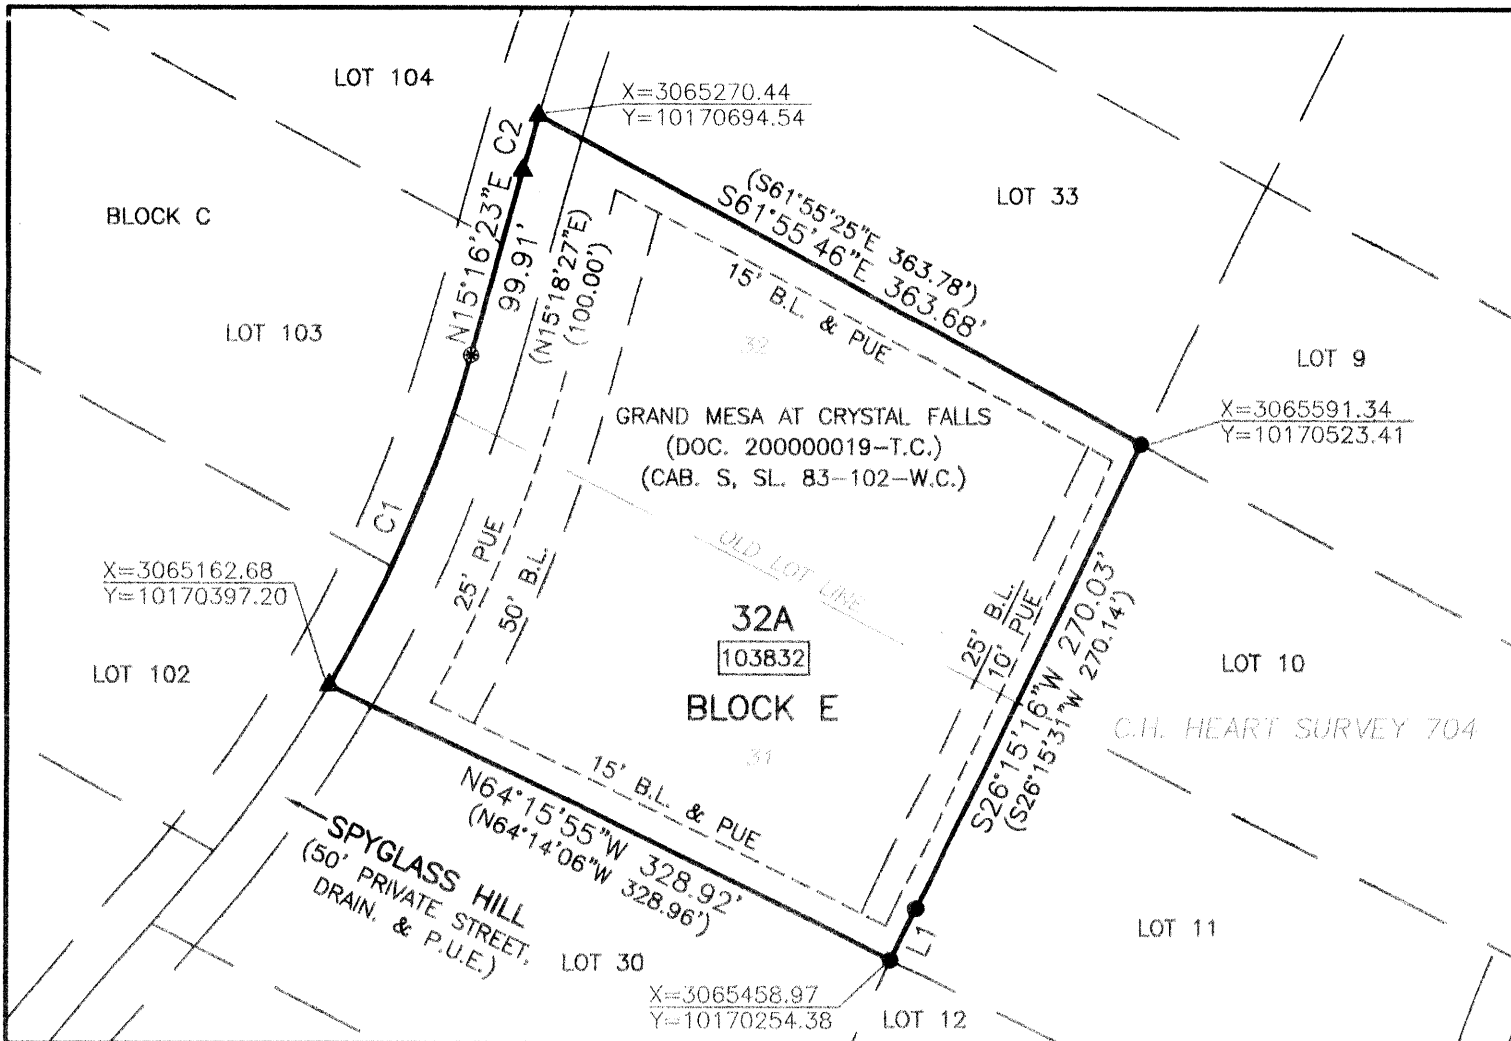 LOT 104
X=3065270.44
Y=10170694.54
C2
LOT 33
BLOCK C
N15°16'23"E
99.91'
(N15°18'27"E)
(100.00')
(S61°55'25"E 363.78')
S61°55'46"E 363.68'
15' B.L. & PUE
LOT 103
32
LOT 9
X=3065591.34
Y=10170523.41
GRAND MESA AT CRYSTAL FALLS
(DOC. 200000019-T.C.)
(CAB. S, SL. 83-102-W.C.)
C1
25' PUE
50' B.L.
OLD LOT LINE
X=3065162.68
Y=10170397.20
32A
103832
BLOCK E
31
25' B.L.
10' PUE
S26°15'16"W 270.03'
(S26°15'31"W 270.14')
LOT 10
LOT 102
C.H. HEART SURVEY 704
15' B.L. & PUE
N64°15'55"W 328.92'
(N64°14'06"W 328.96')
SPYGLASS HILL
(50' PRIVATE STREET,
DRAIN. & P.U.E.)
LOT 30
L1
LOT 11
X=3065458.97
Y=10170254.38
LOT 12